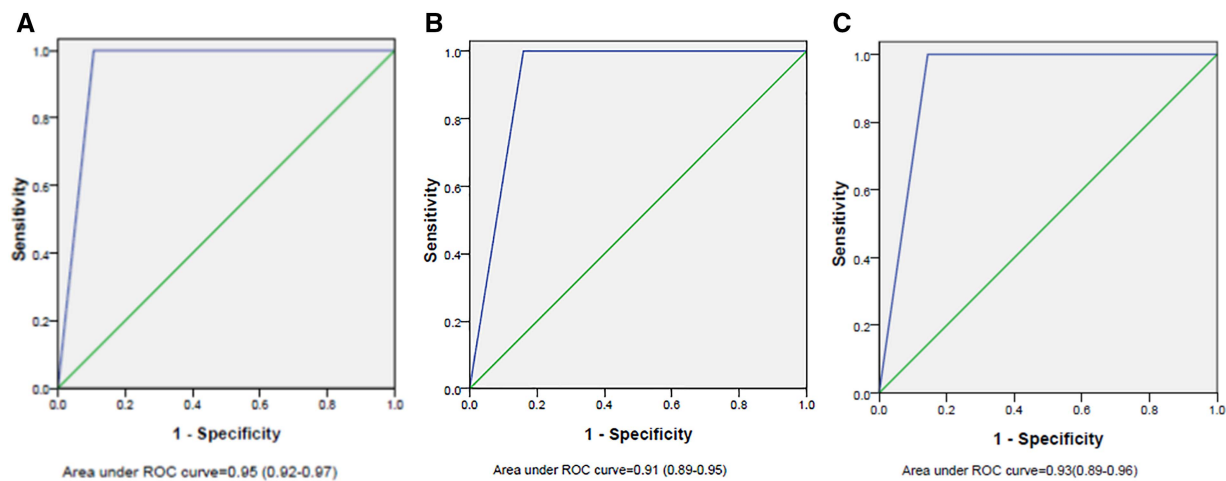 A
1.0
0.8
0.6
0.4
0.2
0.0
Sensitivity
0.0 0.2 0.4 0.6 0.8 1.0
1 - Specificity
Area under ROC curve=0.95 (0.92-0.97)
B
1.0
0.8
0.6
0.4
0.2
0.0
Sensitivity
0.0 0.2 0.4 0.6 0.8 1.0
1 - Specificity
Area under ROC curve=0.91 (0.89-0.95)
C
1.0
0.8
0.6
0.4
0.2
0.0
Sensitivity
0.0 0.2 0.4 0.6 0.8 1.0
1 - Specificity
Area under ROC curve=0.93(0.89-0.96)